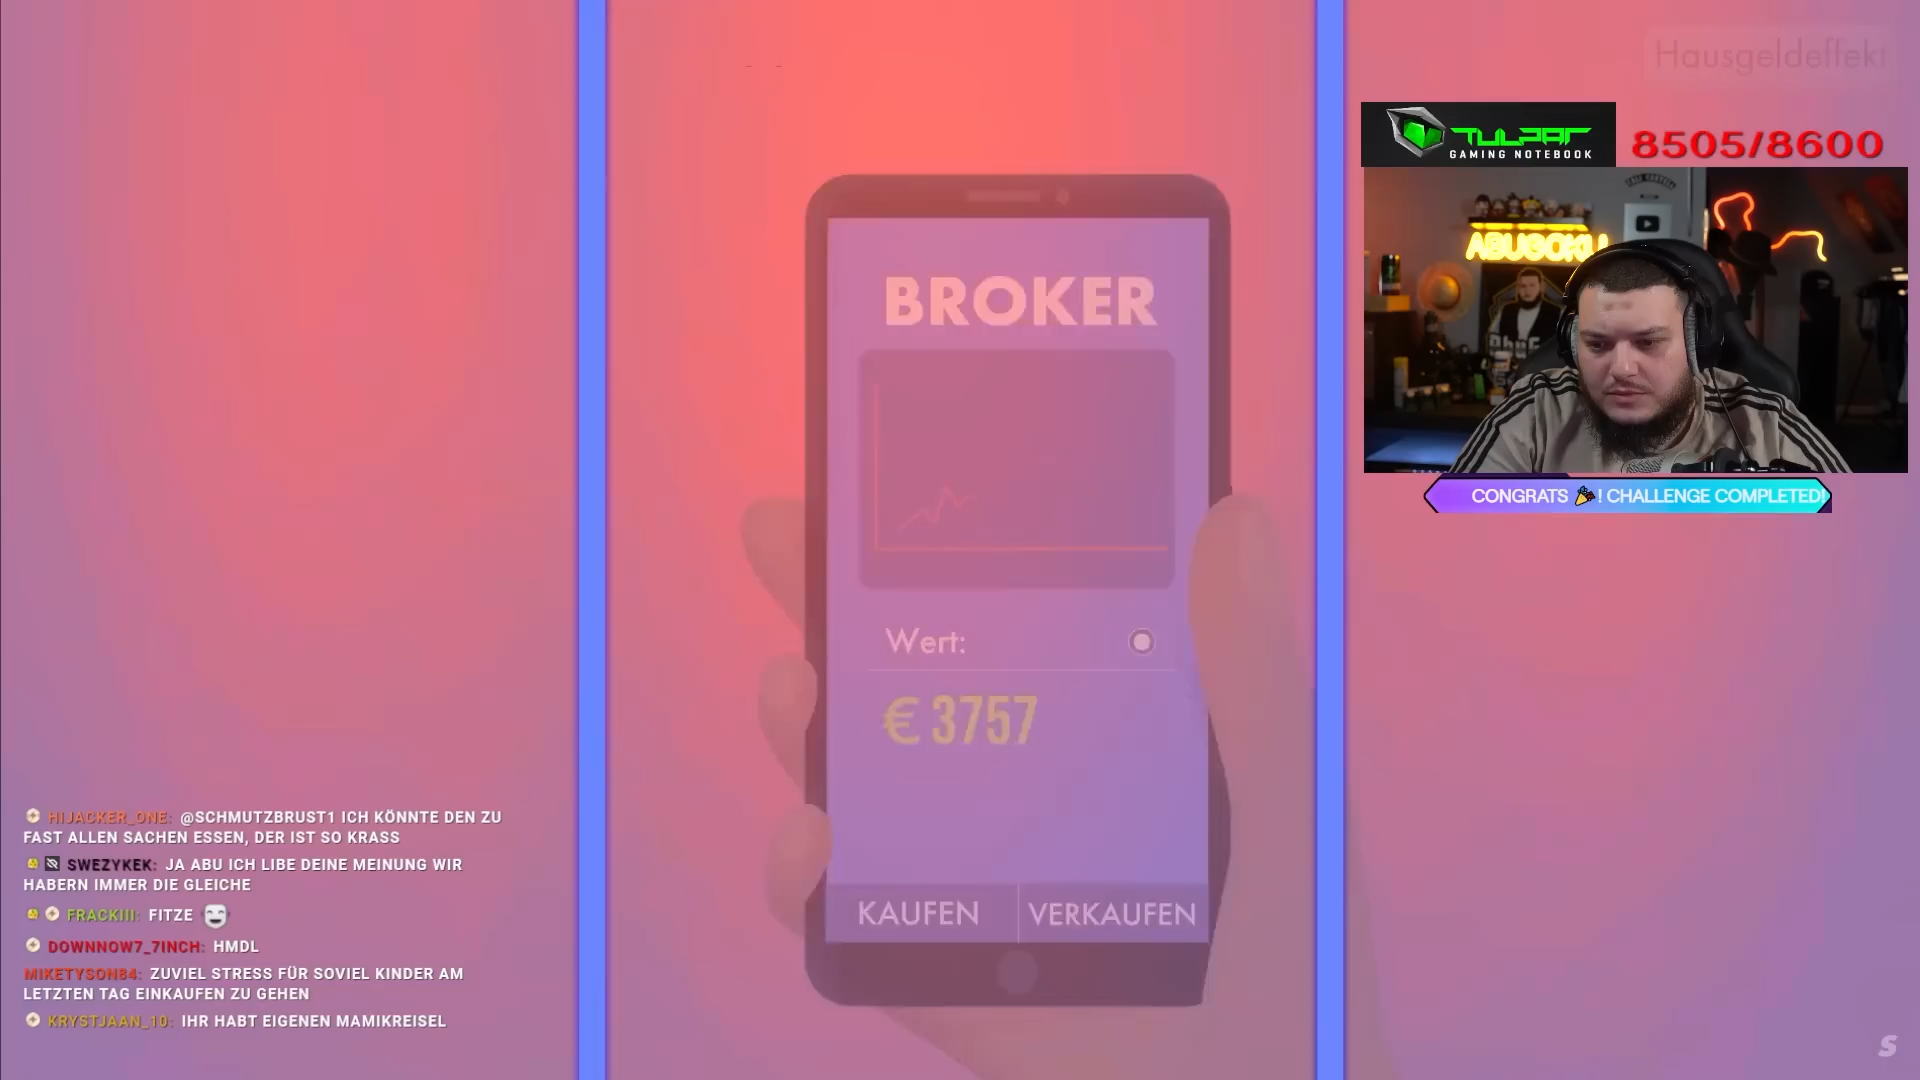 Hausgeldeffekt
TULPAR
GAMING NOTEBOOK
8505/8600
ABUGOKU
CONGRATS 🎉! CHALLENGE COMPLETED!
BROKER
Wert:
€ 3757
KAUFEN
VERKAUFEN
HIJACKER_ONE: @SCHMUTZBRUST1 ICH KÖNNTE DEN ZU
FAST ALLEN SACHEN ESSEN, DER IST SO KRASS
SWEZYKEK: JA ABU ICH LIBE DEINE MEINUNG WIR
HABERN IMMER DIE GLEICHE
FRACKIII: FITZE
DOWNNOW7_7INCH: HMDL
MIKETYSON84: ZUVIEL STRESS FÜR SOVIEL KINDER AM
LETZTEN TAG EINKAUFEN ZU GEHEN
KRYSTJAAN_10: IHR HABT EIGENEN MAMIKREISEL
S